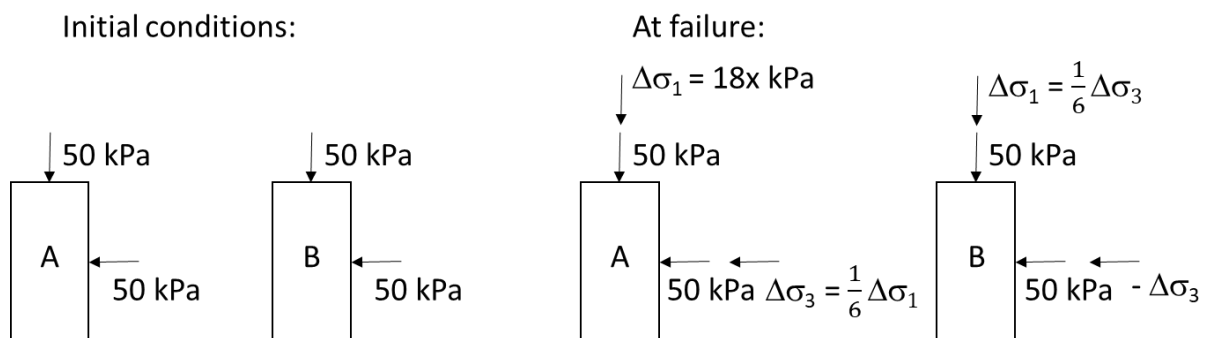 Initial conditions:
At failure:
Δσ₁ = 18x kPa
Δσ₁ = 1/6 Δσ₃
50 kPa
50 kPa
50 kPa
50 kPa
A
B
A
B
50 kPa
50 kPa
50 kPa Δσ₃ = 1/6 Δσ₁
50 kPa - Δσ₃